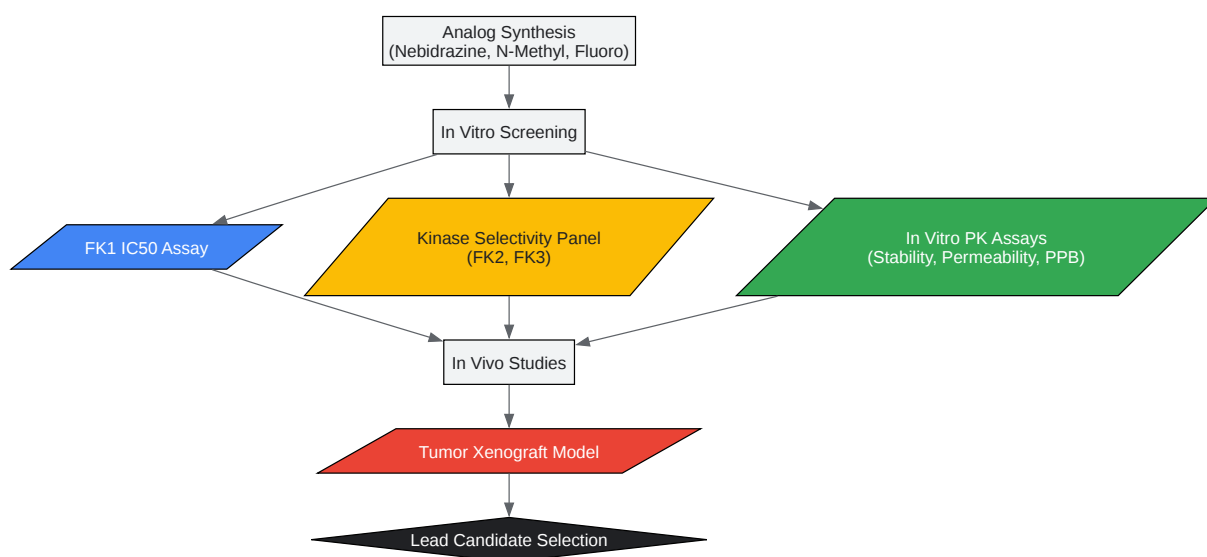 Analog Synthesis
(Nebidrazine, N-Methyl, Fluoro)
In Vitro Screening
FK1 IC50 Assay
Kinase Selectivity Panel
(FK2, FK3)
In Vitro PK Assays
(Stability, Permeability, PPB)
In Vivo Studies
Tumor Xenograft Model
Lead Candidate Selection